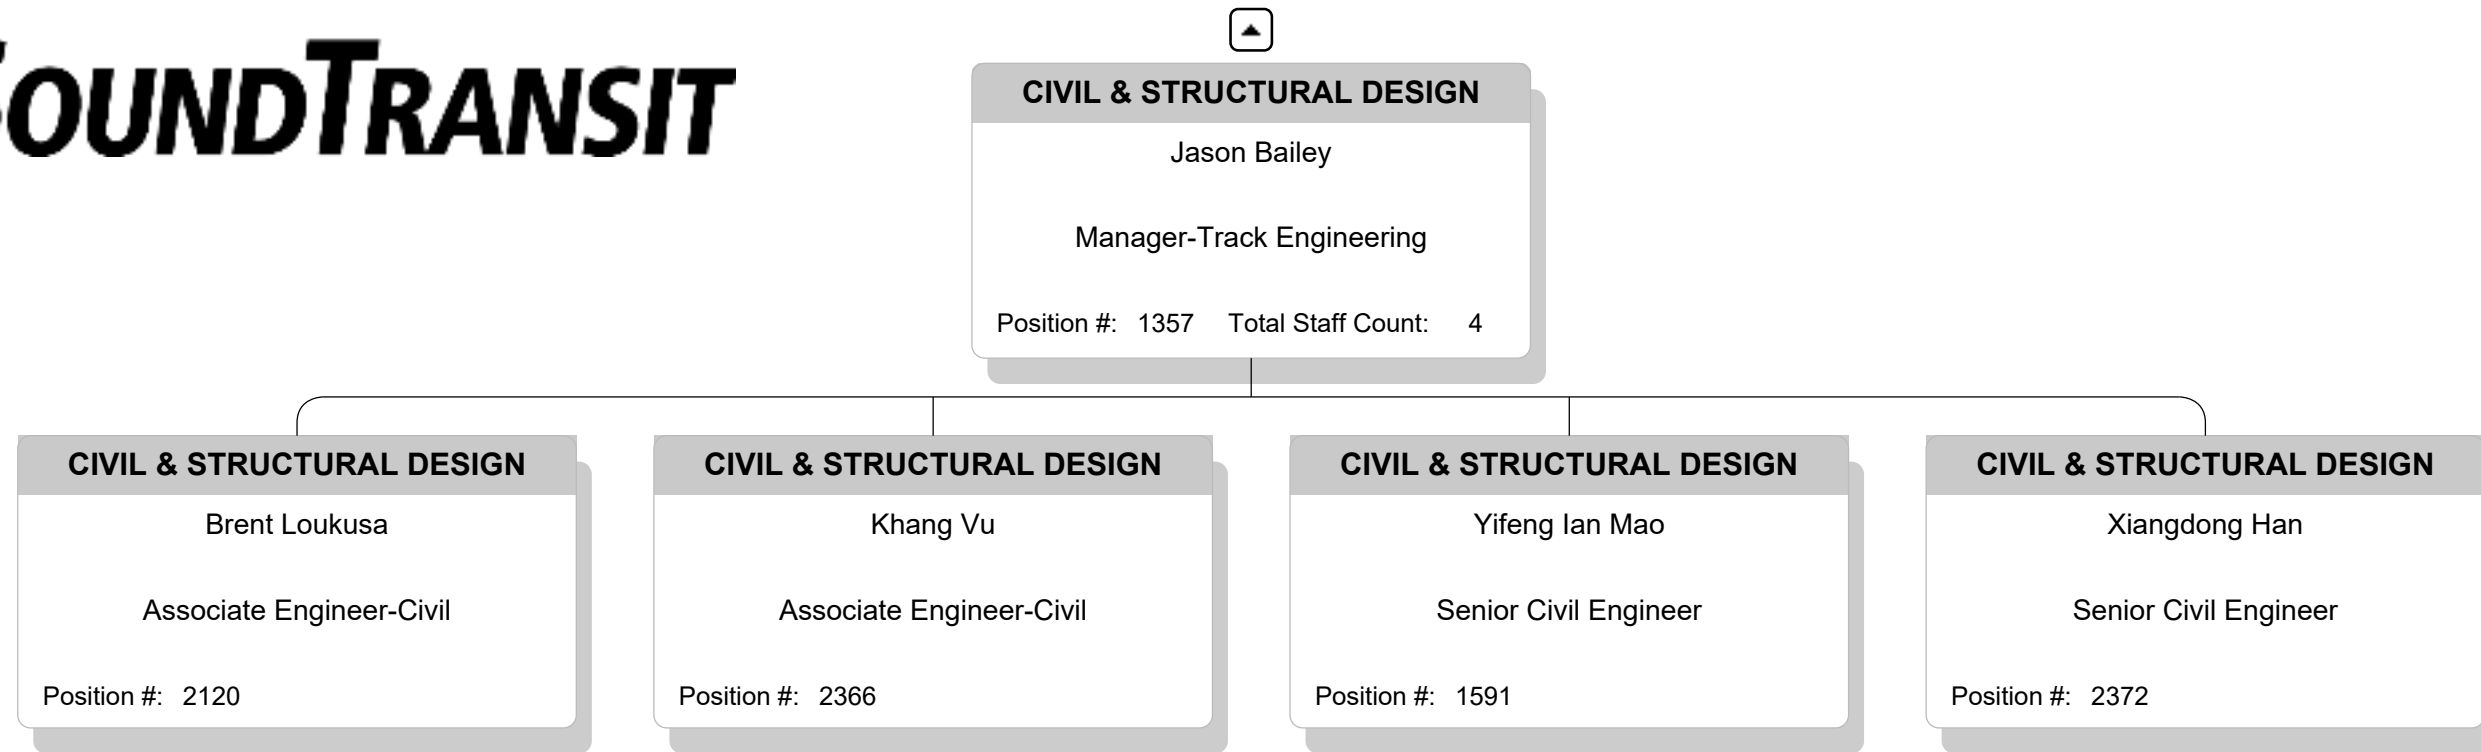 SOUNDTRANSIT
CIVIL & STRUCTURAL DESIGN
Jason Bailey
Manager-Track Engineering
Position #: 1357 Total Staff Count: 4
CIVIL & STRUCTURAL DESIGN
Brent Loukusa
Associate Engineer-Civil
Position #: 2120
CIVIL & STRUCTURAL DESIGN
Khang Vu
Associate Engineer-Civil
Position #: 2366
CIVIL & STRUCTURAL DESIGN
Yifeng Ian Mao
Senior Civil Engineer
Position #: 1591
CIVIL & STRUCTURAL DESIGN
Xiangdong Han
Senior Civil Engineer
Position #: 2372